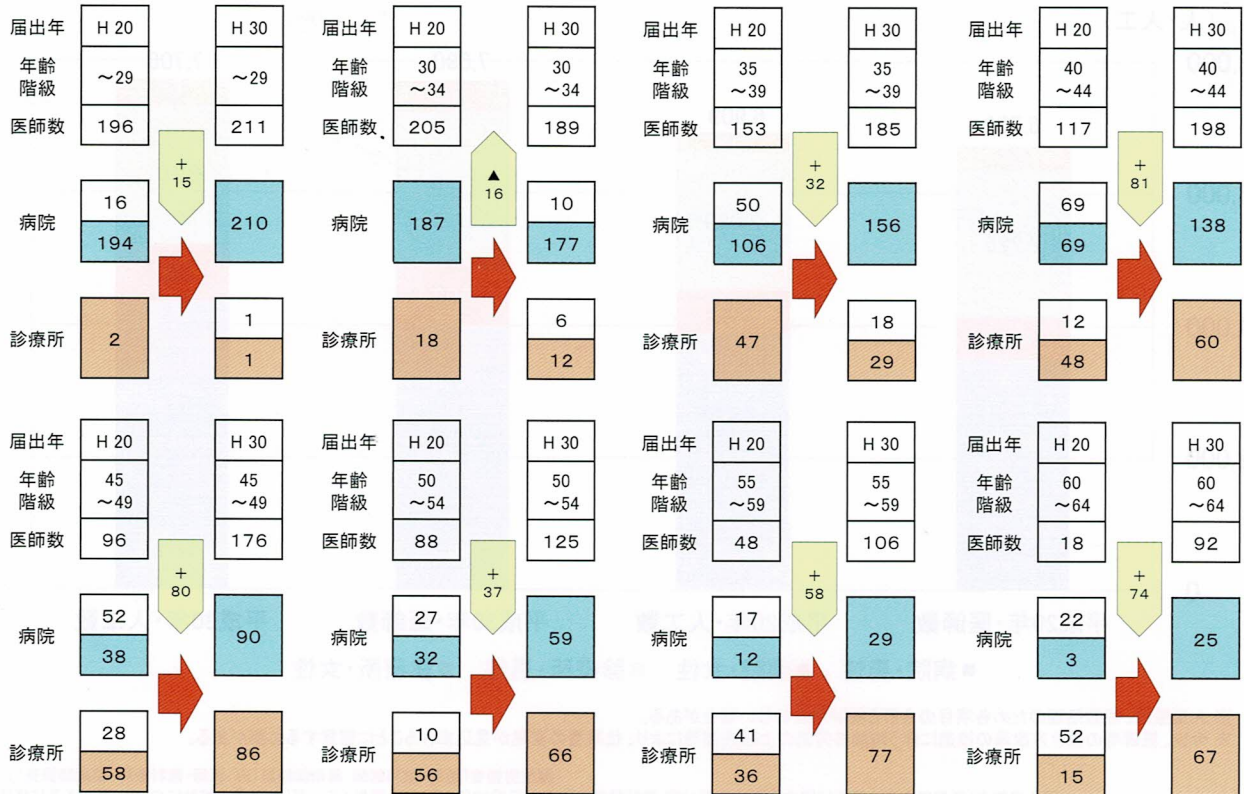 届出年 H 20 H 30
年齢階級 ～29 ～29
医師数 196 211
+ 15
病院 16 194 210
診療所 2 1 1
届出年 H 20 H 30
年齢階級 30～34 30～34
医師数 205 189
▲ 16
病院 187 10 177
診療所 18 6 12
届出年 H 20 H 30
年齢階級 35～39 35～39
医師数 153 185
+ 32
病院 50 106 156
診療所 47 18 29
届出年 H 20 H 30
年齢階級 40～44 40～44
医師数 117 198
+ 81
病院 69 69 138
診療所 12 48 60
届出年 H 20 H 30
年齢階級 45～49 45～49
医師数 96 176
+ 80
病院 52 38 90
診療所 28 58 86
届出年 H 20 H 30
年齢階級 50～54 50～54
医師数 88 125
+ 37
病院 27 32 59
診療所 10 56 66
届出年 H 20 H 30
年齢階級 55～59 55～59
医師数 48 106
+ 58
病院 17 12 29
診療所 41 36 77
届出年 H 20 H 30
年齢階級 60～64 60～64
医師数 18 92
+ 74
病院 22 3 25
診療所 52 15 67